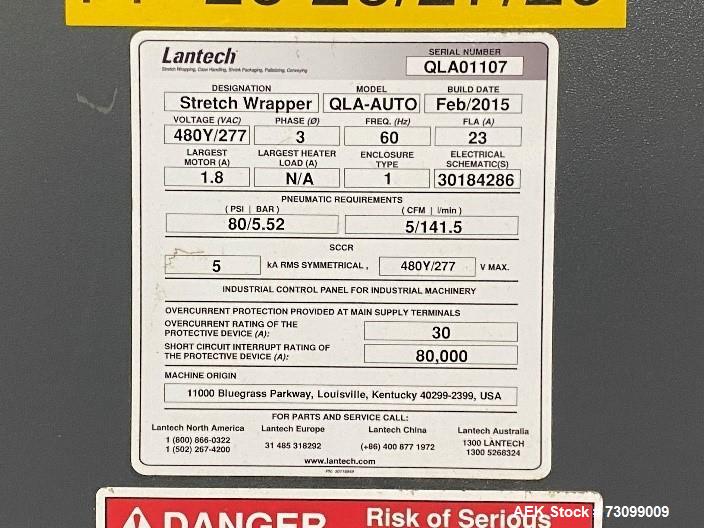 Lantech
Stretch Wrapping, Case Handling, Shrink Packaging, Palletizing, Conveying
SERIAL NUMBER
QLA01107
DESIGNATION MODEL BUILD DATE
Stretch Wrapper QLA-AUTO Feb/2015
VOLTAGE (VAC) PHASE (Ø) FREQ. (Hz) FLA (A)
480Y/277 3 60 23
LARGEST MOTOR (A) LARGEST HEATER LOAD (A) ENCLOSURE TYPE ELECTRICAL SCHEMATIC(S)
1.8 N/A 1 30184286
PNEUMATIC REQUIREMENTS
( PSI | BAR ) ( CFM | l/min )
80/5.52 5/141.5
SCCR
5 kA RMS SYMMETRICAL , 480Y/277 V MAX.
INDUSTRIAL CONTROL PANEL FOR INDUSTRIAL MACHINERY
OVERCURRENT PROTECTION PROVIDED AT MAIN SUPPLY TERMINALS
OVERCURRENT RATING OF THE
PROTECTIVE DEVICE (A): 30
SHORT CIRCUIT INTERRUPT RATING OF
THE PROTECTIVE DEVICE (A): 80,000
MACHINE ORIGIN
11000 Bluegrass Parkway, Louisville, Kentucky 40299-2399, USA
FOR PARTS AND SERVICE CALL:
Lantech North America Lantech Europe Lantech China Lantech Australia
1 (800) 866-0322 31 485 318292 (+86) 400 877 1972 1300 LANTECH
1 (502) 267-4200 1300 5268324
www.lantech.com
DANGER Risk of Serious
AEK Stock #73099009